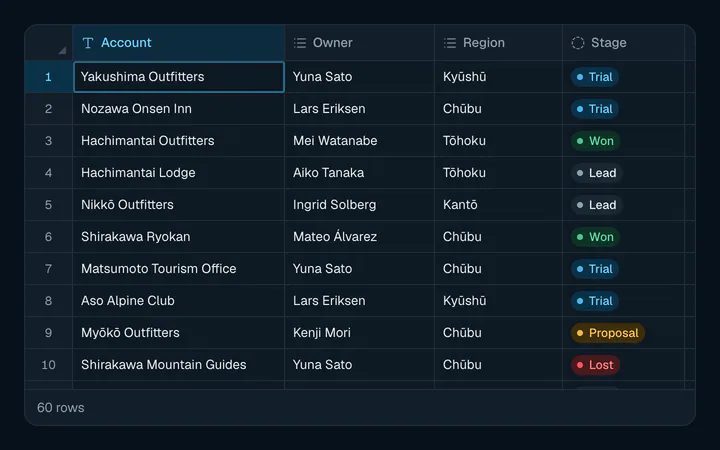 Account Owner Region Stage
1 Yakushima Outfitters Yuna Sato Kyūshū Trial
2 Nozawa Onsen Inn Lars Eriksen Chūbu Trial
3 Hachimantai Outfitters Mei Watanabe Tōhoku Won
4 Hachimantai Lodge Aiko Tanaka Tōhoku Lead
5 Nikkō Outfitters Ingrid Solberg Kantō Lead
6 Shirakawa Ryokan Mateo Álvarez Chūbu Won
7 Matsumoto Tourism Office Yuna Sato Chūbu Trial
8 Aso Alpine Club Lars Eriksen Kyūshū Trial
9 Myōkō Outfitters Kenji Mori Chūbu Proposal
10 Shirakawa Mountain Guides Yuna Sato Chūbu Lost
60 rows